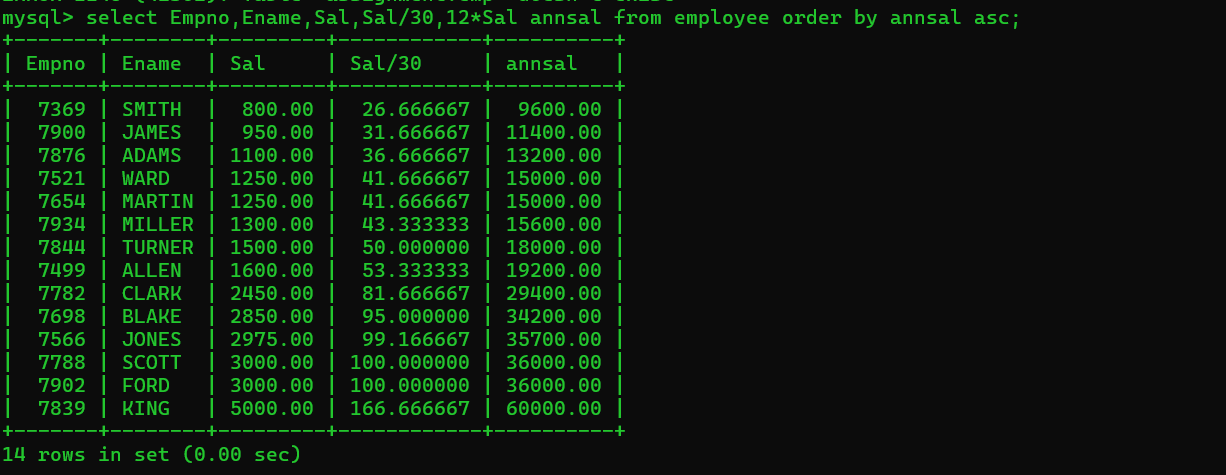 mysql> select Empno,Ename,Sal,Sal/30,12*Sal annsal from employee order by annsal asc;
+-------+--------+---------+------------+----------+
| Empno | Ename  | Sal     | Sal/30     | annsal   |
+-------+--------+---------+------------+----------+
|  7369 | SMITH  |  800.00 |  26.666667 |  9600.00 |
|  7900 | JAMES  |  950.00 |  31.666667 | 11400.00 |
|  7876 | ADAMS  | 1100.00 |  36.666667 | 13200.00 |
|  7521 | WARD   | 1250.00 |  41.666667 | 15000.00 |
|  7654 | MARTIN | 1250.00 |  41.666667 | 15000.00 |
|  7934 | MILLER | 1300.00 |  43.333333 | 15600.00 |
|  7844 | TURNER | 1500.00 |  50.000000 | 18000.00 |
|  7499 | ALLEN  | 1600.00 |  53.333333 | 19200.00 |
|  7782 | CLARK  | 2450.00 |  81.666667 | 29400.00 |
|  7698 | BLAKE  | 2850.00 |  95.000000 | 34200.00 |
|  7566 | JONES  | 2975.00 |  99.166667 | 35700.00 |
|  7788 | SCOTT  | 3000.00 | 100.000000 | 36000.00 |
|  7902 | FORD   | 3000.00 | 100.000000 | 36000.00 |
|  7839 | KING   | 5000.00 | 166.666667 | 60000.00 |
+-------+--------+---------+------------+----------+
14 rows in set (0.00 sec)